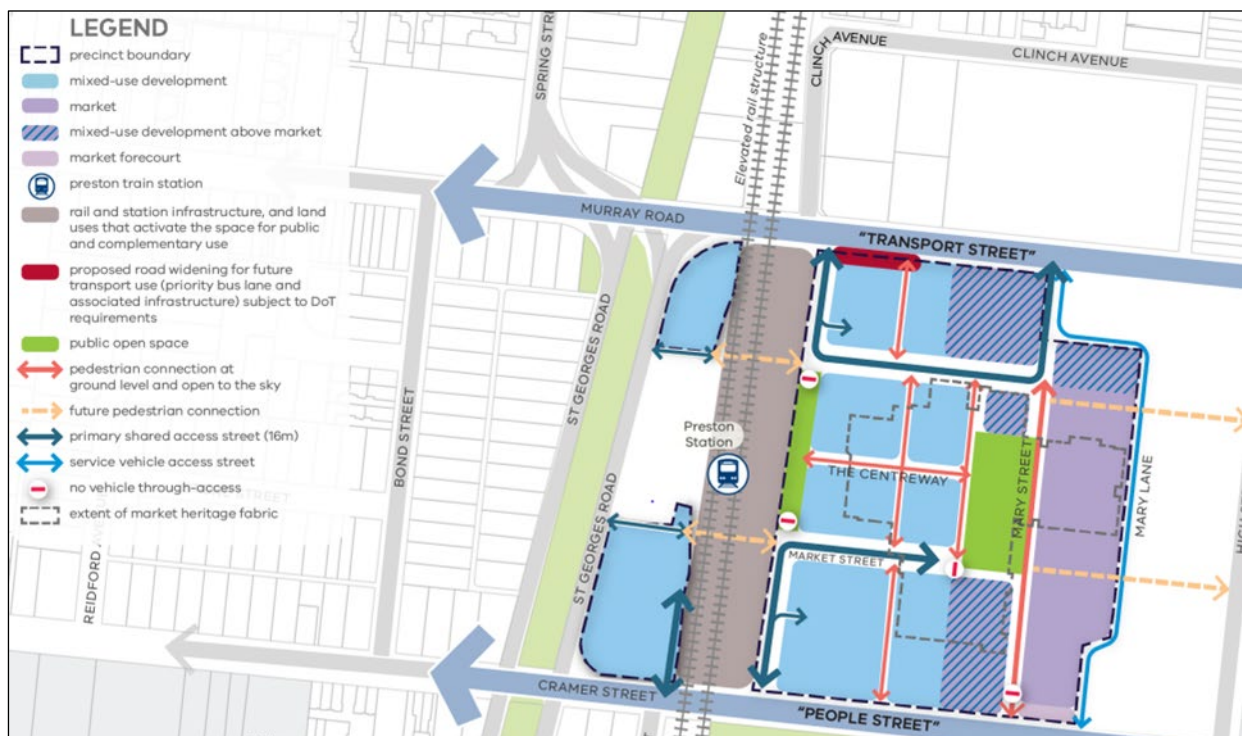 LEGEND
precinct boundary
mixed-use development
market
mixed-use development above market
market forecourt
preston train station
rail and station infrastructure, and land
uses that activate the space for public
and complementary use
proposed road widening for future
transport use (priority bus lane and
associated infrastructure) subject to DoT
requirements
public open space
pedestrian connection at
ground level and open to the sky
future pedestrian connection
primary shared access street (16m)
service vehicle access street
no vehicle through-access
extent of market heritage fabric
SPRING STRE
Elevated rail structure
CLINCH AVENUE
CLINCH AVENUE
MURRAY ROAD
"TRANSPORT STREET"
ST GEORGES ROAD
BOND STREET
Preston
Station
THE CENTREWAY
MARY STREET
MARY LANE
STREET
ST GEORGES ROAD
MARKET STREET
REIDFORD
CRAMER STREET
"PEOPLE STREET"